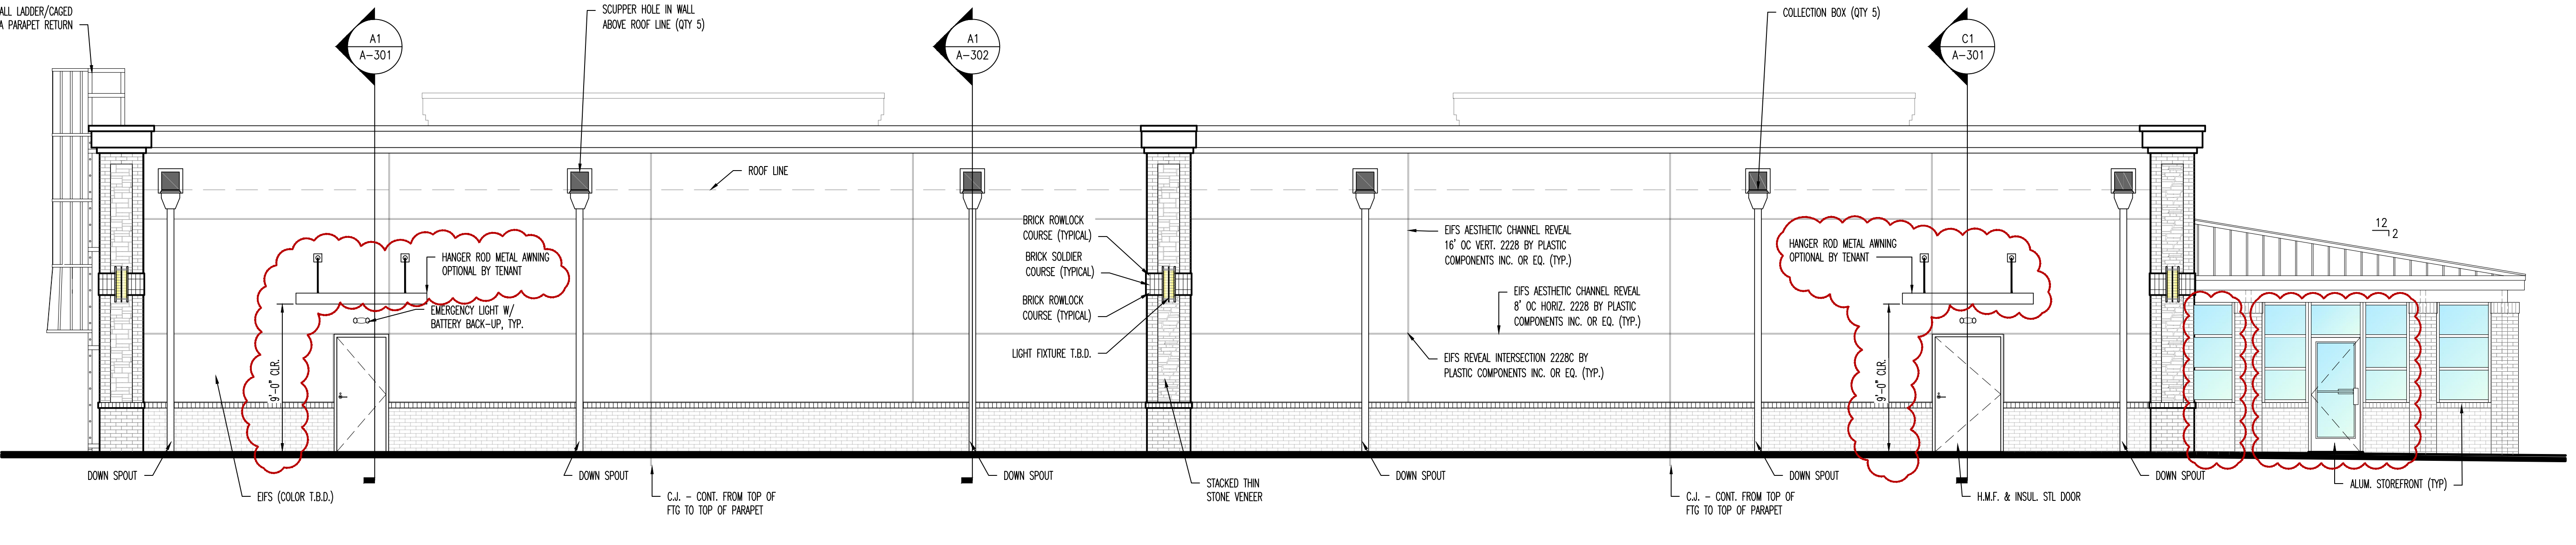 ALL LADDER/CAGED
A PARAPET RETURN
A1
A-301
SCUPPER HOLE IN WALL
ABOVE ROOF LINE (QTY 5)
A1
A-302
COLLECTION BOX (QTY 5)
C1
A-301
ROOF LINE
HANGER ROD METAL AWNING
OPTIONAL BY TENANT
EMERGENCY LIGHT W/
BATTERY BACK-UP, TYP.
9'-0" CLR.
BRICK ROWLOCK
COURSE (TYPICAL)
BRICK SOLDIER
COURSE (TYPICAL)
BRICK ROWLOCK
COURSE (TYPICAL)
LIGHT FIXTURE T.B.D.
EIFS AESTHETIC CHANNEL REVEAL
16' OC VERT. 2228 BY PLASTIC
COMPONENTS INC. OR EQ. (TYP.)
EIFS AESTHETIC CHANNEL REVEAL
8' OC HORIZ. 2228 BY PLASTIC
COMPONENTS INC. OR EQ. (TYP.)
EIFS REVEAL INTERSECTION 2228C BY
PLASTIC COMPONENTS INC. OR EQ. (TYP.)
HANGER ROD METAL AWNING
OPTIONAL BY TENANT
9'-0" CLR.
12
2
DOWN SPOUT
EIFS (COLOR T.B.D.)
DOWN SPOUT
C.J. - CONT. FROM TOP OF
FTG TO TOP OF PARAPET
DOWN SPOUT
STACKED THIN
STONE VENEER
DOWN SPOUT
C.J. - CONT. FROM TOP OF
FTG TO TOP OF PARAPET
DOWN SPOUT
H.M.F. & INSUL. STL DOOR
DOWN SPOUT
ALUM. STOREFRONT (TYP)